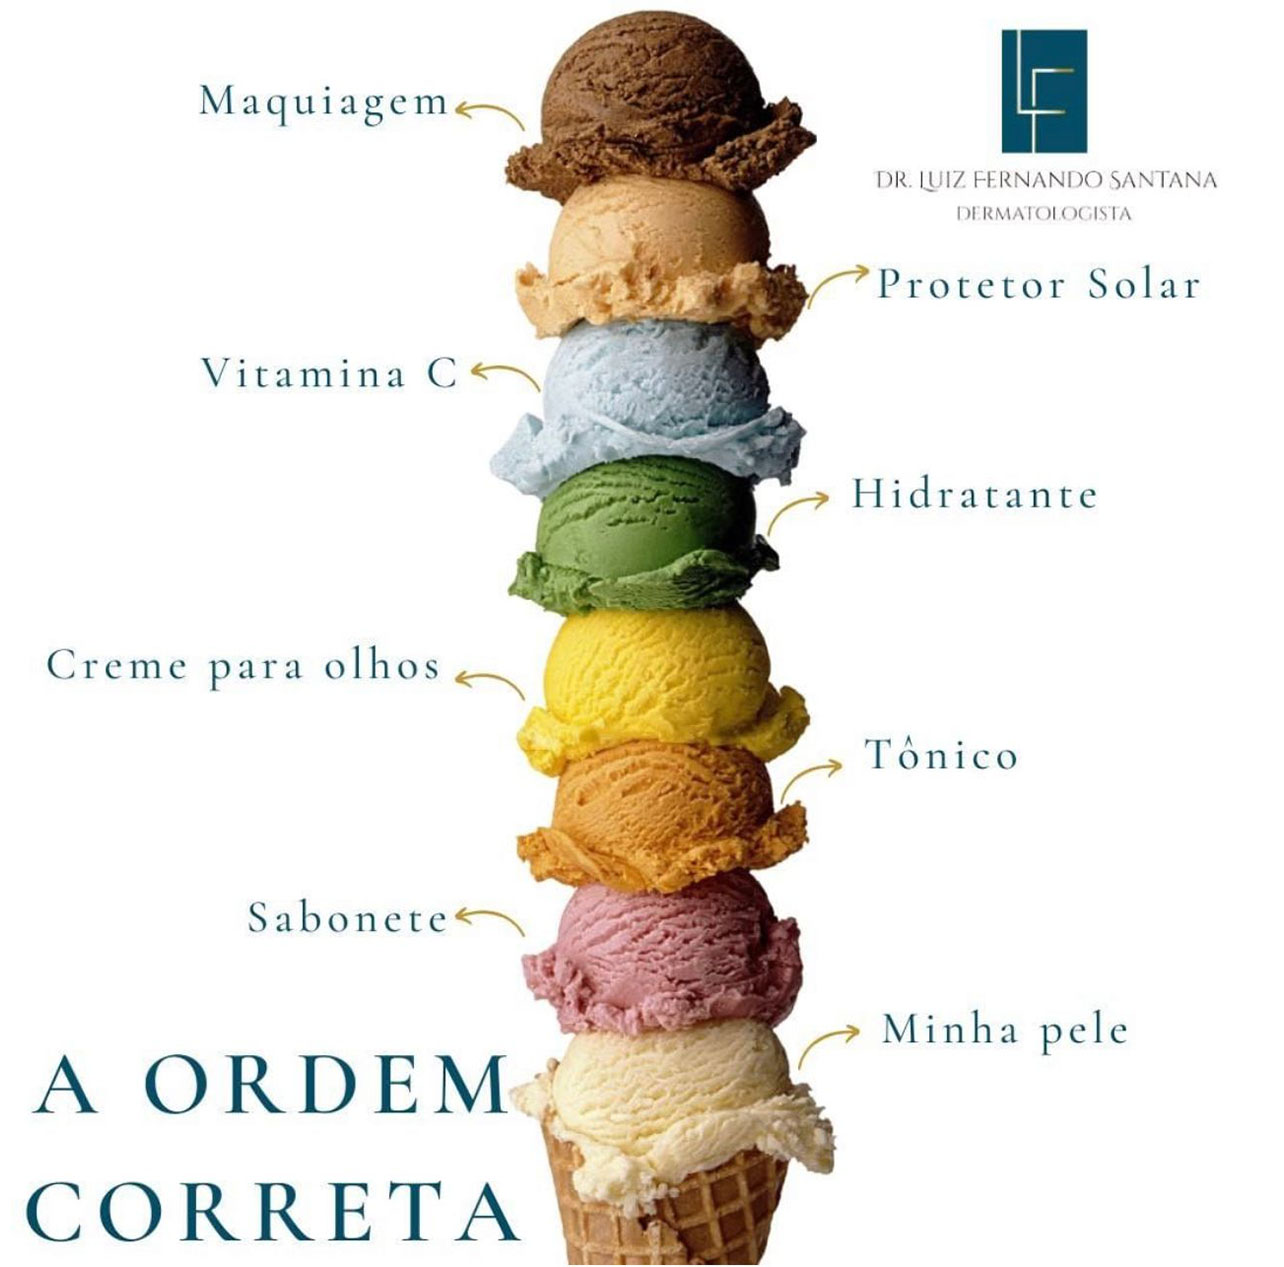 Maquiagem
DR. LUIZ FERNANDO SANTANA
DERMATOLOGISTA
Protetor Solar
Vitamina C
Hidratante
Creme para olhos
Tônico
Sabonete
Minha pele
A ORDEM
CORRETA